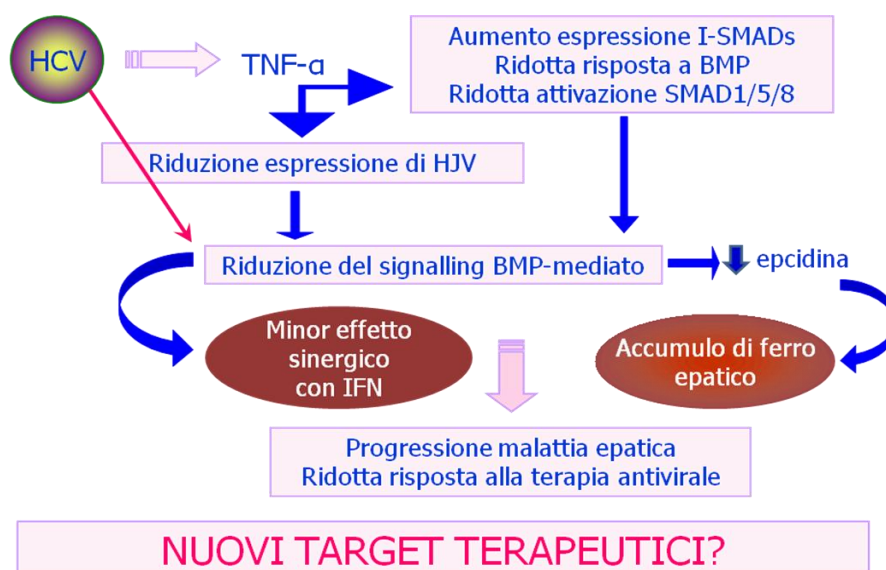 HCV
TNF-α
Aumento espressione I-SMADs
Ridotta risposta a BMP
Ridotta attivazione SMAD1/5/8
Riduzione espressione di HJV
Riduzione del signalling BMP-mediato
epcidina
Minor effetto
sinergico
con IFN
Accumulo di ferro
epatico
Progressione malattia epatica
Ridotta risposta alla terapia antivirale
NUOVI TARGET TERAPEUTICI?